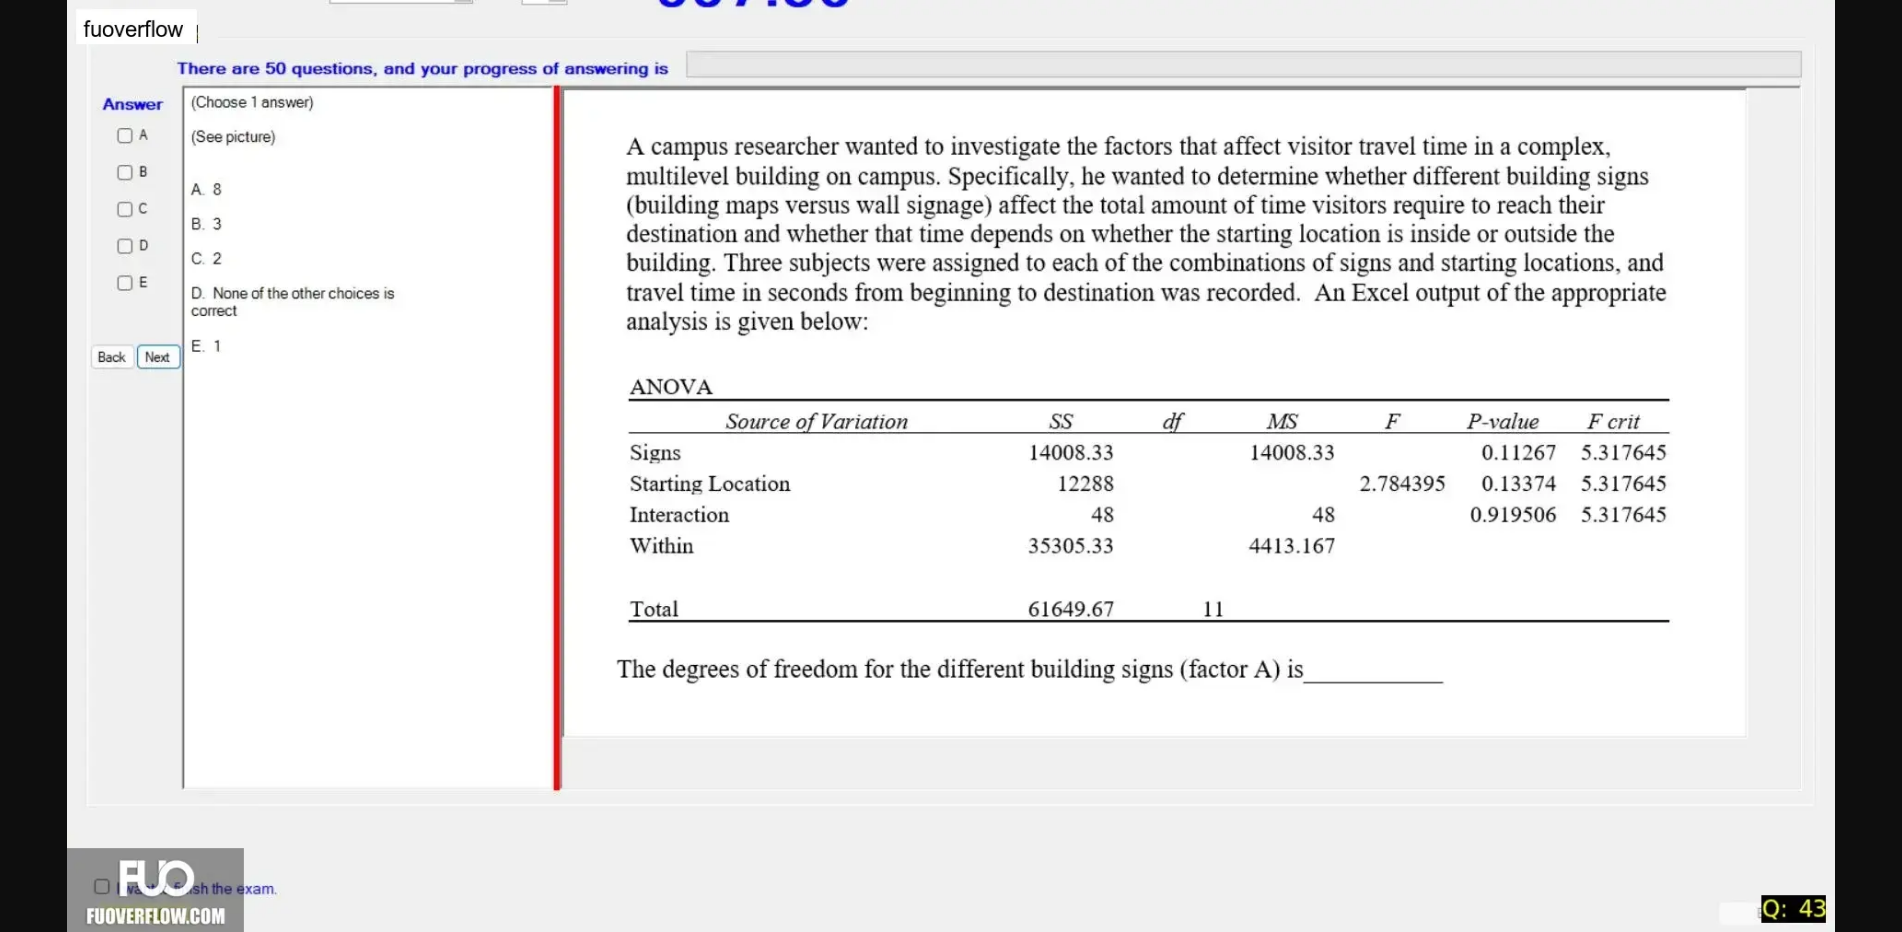 fuoverflow
There are 50 questions, and your progress of answering is
Answer
A
B
C
D
E
Back Next
(Choose 1 answer)
(See picture)
A. 8
B. 3
C. 2
D. None of the other choices is
correct
E. 1
A campus researcher wanted to investigate the factors that affect visitor travel time in a complex,
multilevel building on campus. Specifically, he wanted to determine whether different building signs
(building maps versus wall signage) affect the total amount of time visitors require to reach their
destination and whether that time depends on whether the starting location is inside or outside the
building. Three subjects were assigned to each of the combinations of signs and starting locations, and
travel time in seconds from beginning to destination was recorded. An Excel output of the appropriate
analysis is given below:
ANOVA
Source of Variation SS df MS F P-value F crit
Signs 14008.33 14008.33 0.11267 5.317645
Starting Location 12288 2.784395 0.13374 5.317645
Interaction 48 48 0.919506 5.317645
Within 35305.33 4413.167
Total 61649.67 11
The degrees of freedom for the different building signs (factor A) is
sh the exam.
FUO
FUOVERFLOW.COM
Q: 43